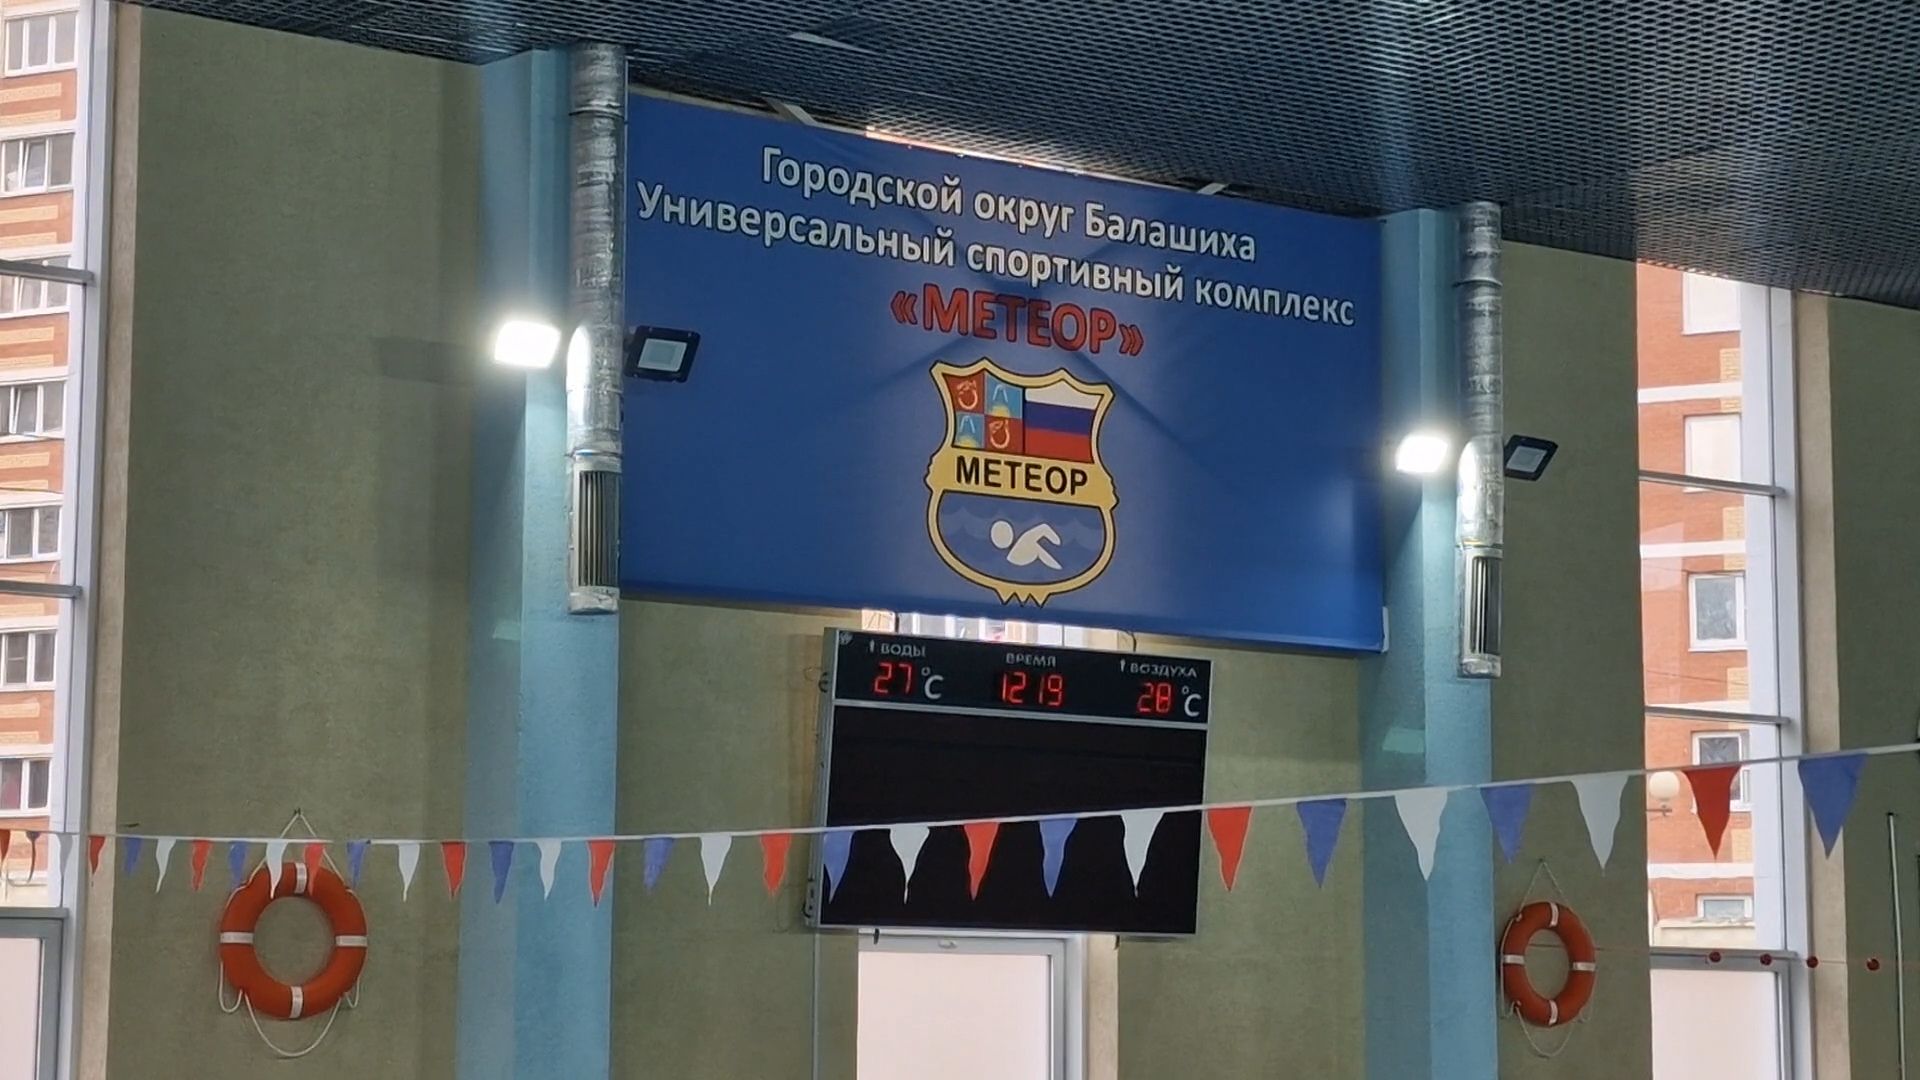 Городской округ Балашиха
Универсальный спортивный комплекс
«МЕТЕОР»
МЕТЕОР
t ВОДЫ ВРЕМЯ t ВОЗДУХА
27 °C 1219 28 °C